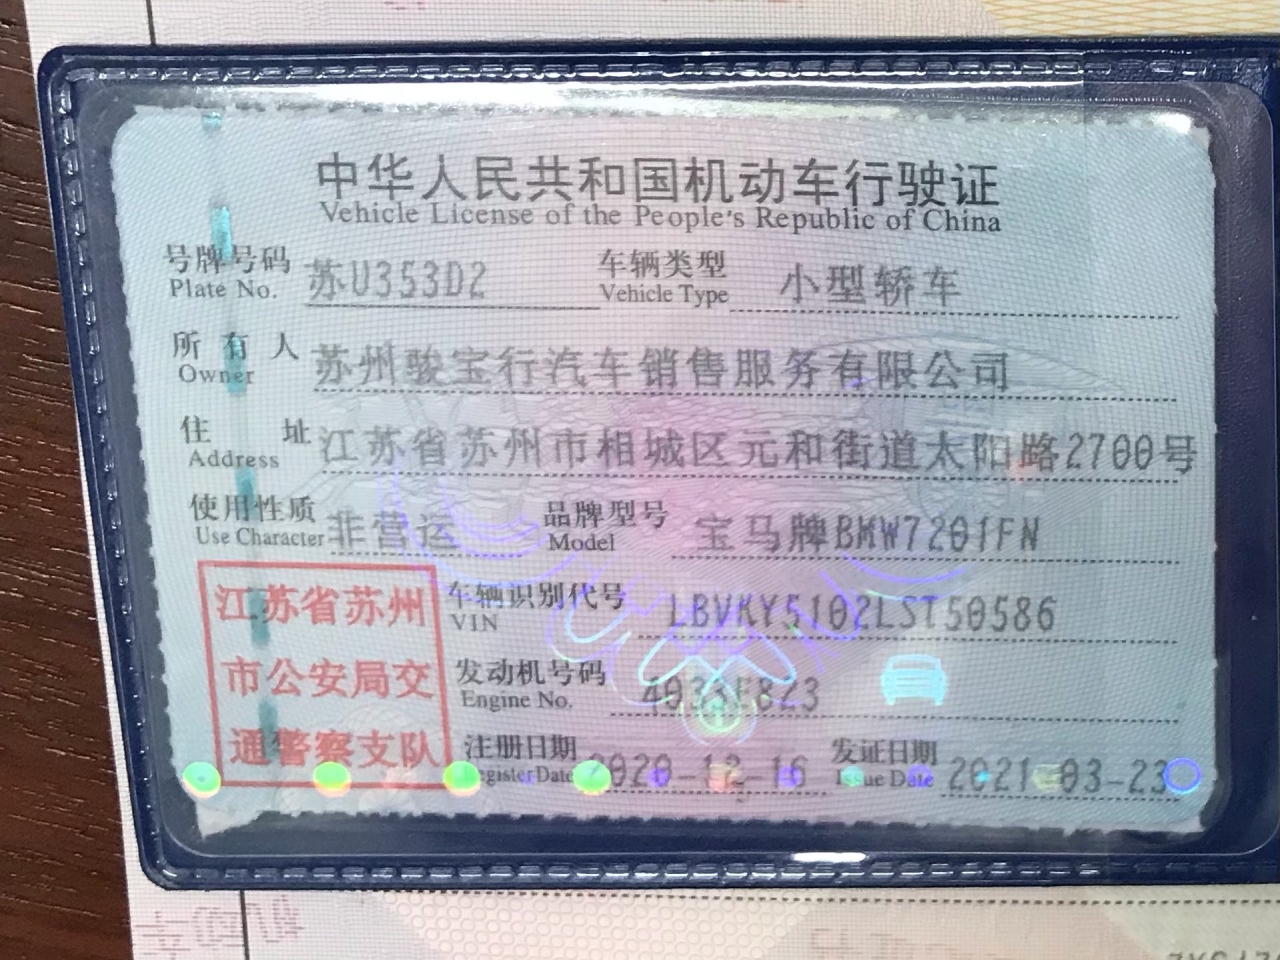 中华人民共和国机动车行驶证
Vehicle License of the People's Republic of China
号牌号码 苏U353D2 车辆类型 小型轿车
Plate No. Vehicle Type
所有人 苏州骏宝行汽车销售服务有限公司
Owner
住址 江苏省苏州市相城区元和街道太阳路2700号
Address
使用性质 非营运 品牌型号 宝马牌BMW7201FN
Use Character Model
江苏省苏州
市公安局交
通警察支队
车辆识别代号 LBVKY5102LST50586
VIN
发动机号码
Engine No.
注册日期 2020-12-16 发证日期 2021-03-23
Register Date Issue Date